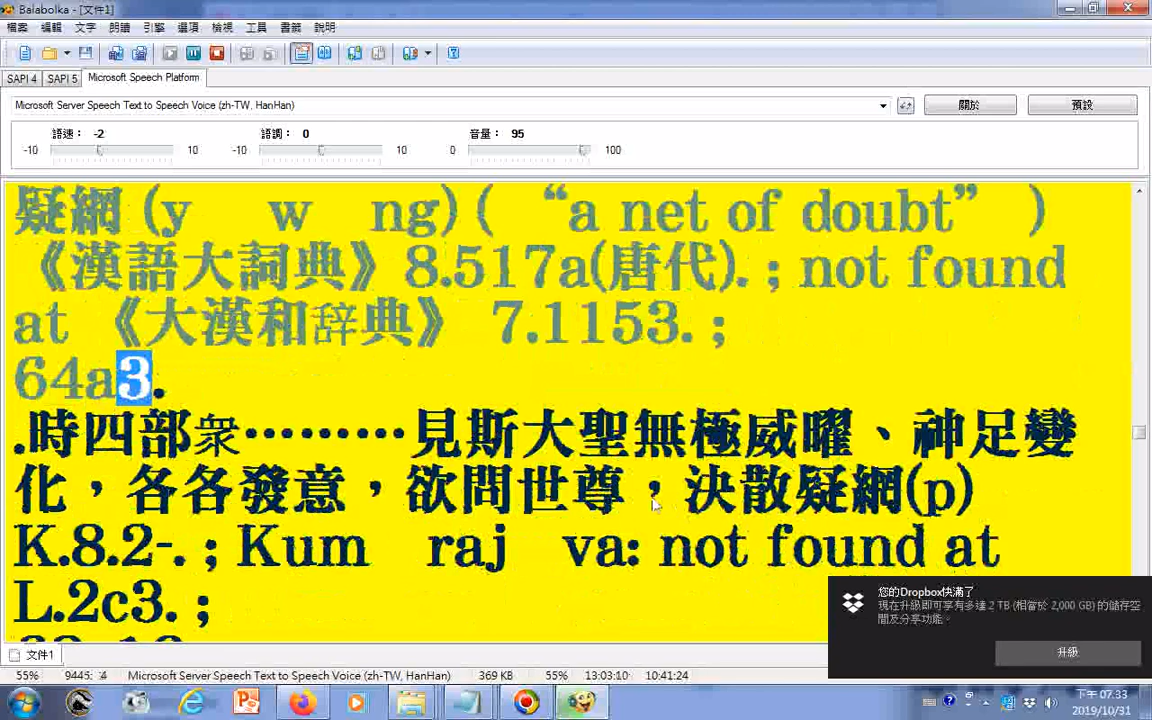 Balabolka - [文件1]
檔案 編輯 文字 朗讀 引擎 選項 檢視 工具 書籤 說明
SAPI 4 SAPI 5 Microsoft Speech Platform
Microsoft Server Speech Text to Speech Voice (zh-TW, HanHan)
關於 預設
語速： -2 語調： 0 音量： 95
-10 10 -10 10 0 100
疑網 (y w ng) ( “a net of doubt” )
《漢語大詞典》 8.517a(唐代). ; not found
at 《大漢和辞典》 7.1153. ;
64a3.
.時四部衆………見斯大聖無極威曜、神足變
化，各各發意，欲問世尊，決散疑網(p)
K.8.2-. ; Kum raj va: not found at
L.2c3. ;
您的Dropbox快滿了
現在升級即可享有多達 2 TB (相當於 2,000 GB) 的儲存空
間及分享功能。
升級
文件1
55% 9445: 4 Microsoft Server Speech Text to Speech Voice (zh-TW, HanHan) 369 KB 55% 13:03:10 10:41:24
下午 07:33
2019/10/31